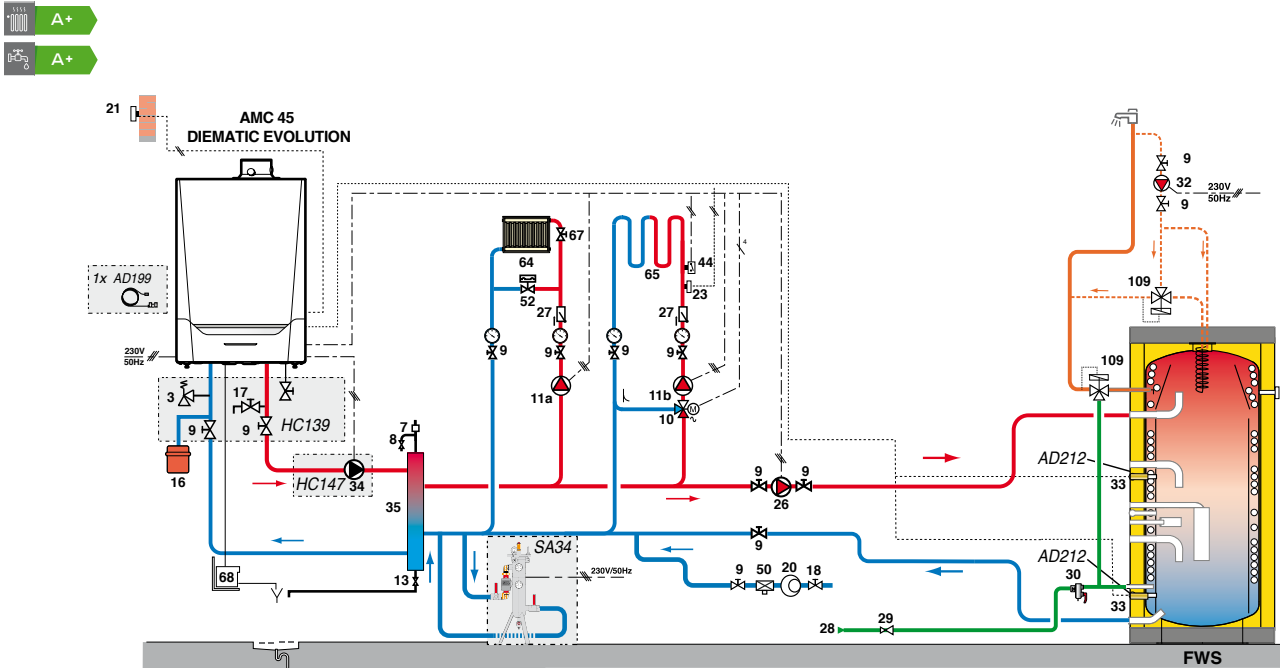 A+
A+
21
AMC 45
DIEMATIC EVOLUTION
1x AD199
230V
50Hz
3
17
9
9
HC139
16
HC147
34
7
8
35
13
68
64
67
52
27
9
9
11a
65
44
23
4
27
9
9
11b
10
M
9
9
26
9
SA34
230V/50Hz
9
50
20
18
9
32
230V
50Hz
9
109
109
AD212
33
AD212
33
30
29
28
FWS